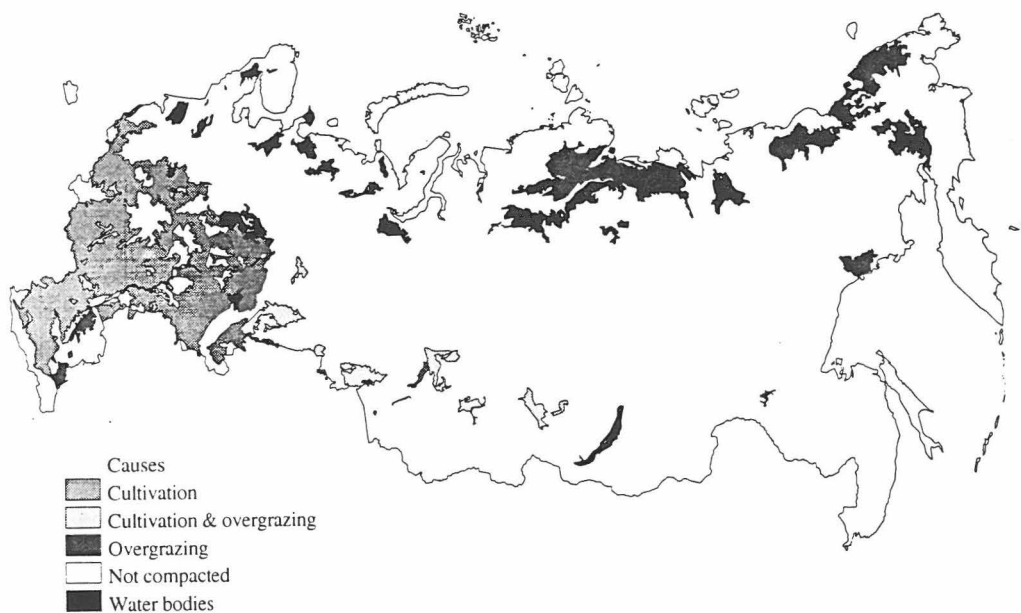 Causes
Cultivation
Cultivation & overgrazing
Overgrazing
Not compacted
Water bodies